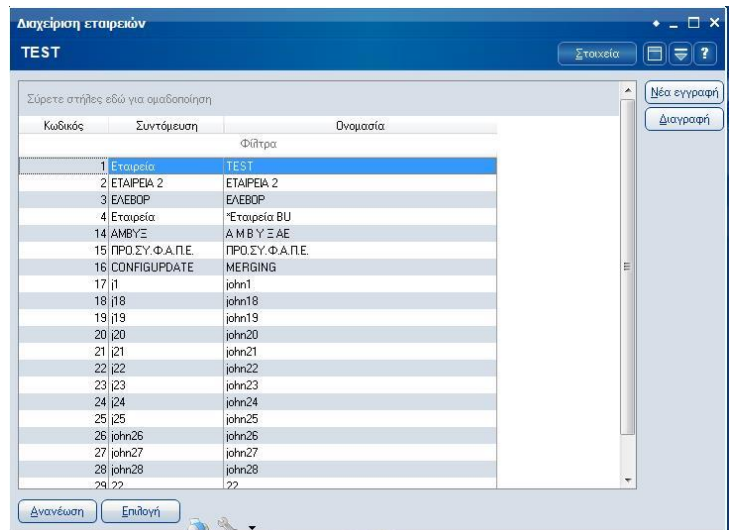 Διαχείριση εταιρειών
TEST
Στοιχεία
?
Σύρετε στήλες εδώ για ομαδοποίηση
Νέα εγγραφή
Διαγραφή
Κωδικός Συντόμευση Ονομασία
Φίλτρα
1 Εταιρεία TEST
2 ΕΤΑΙΡΕΙΑ 2 ΕΤΑΙΡΕΙΑ 2
3 ΕΛΕΒΟΡ ΕΛΕΒΟΡ
4 Εταιρεία *Εταιρεία BU
14 ΑΜΒΥΞ Α Μ Β Υ Ξ ΑΕ
15 ΠΡΟ.ΣΥ.Φ.Α.Π.Ε. ΠΡΟ.ΣΥ.Φ.Α.Π.Ε.
16 CONFIGUPDATE MERGING
17 j1 john1
18 j18 john18
19 j19 john19
20 j20 john20
21 j21 john21
22 j22 john22
23 j23 john23
24 j24 john24
25 j25 john25
26 john26 john26
27 john27 john27
28 john28 john28
29 22 22
Ανανέωση Επιλογή